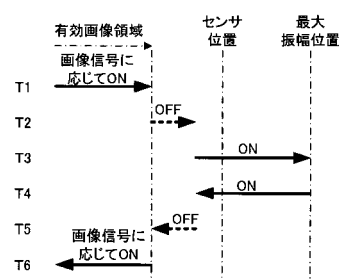 有効画像領域
センサ
位置
最大
振幅位置
画像信号に
応じてON
T1
OFF
T2
ON
T3
ON
T4
OFF
T5
画像信号に
応じてON
T6